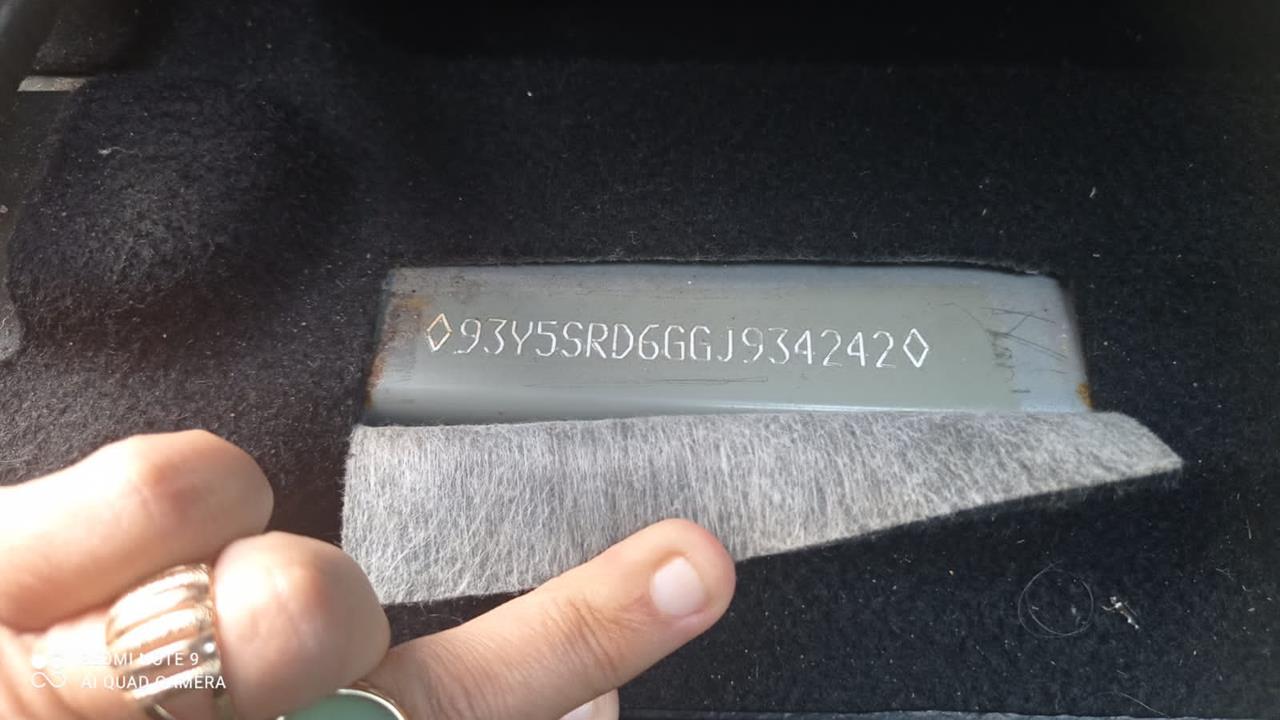 ◊93Y5SRD6GGJ934242◊
REDMI NOTE 9
AI QUAD CAMERA